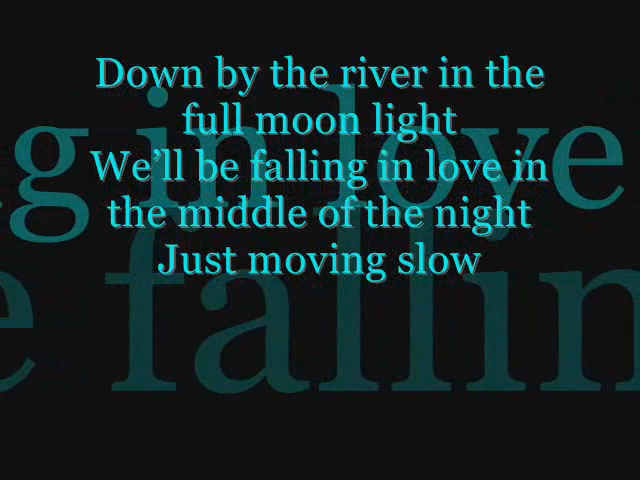 Down by the river in the
full moon light
We'll be falling in love in
the middle of the night
Just moving slow
g in love
e fallin